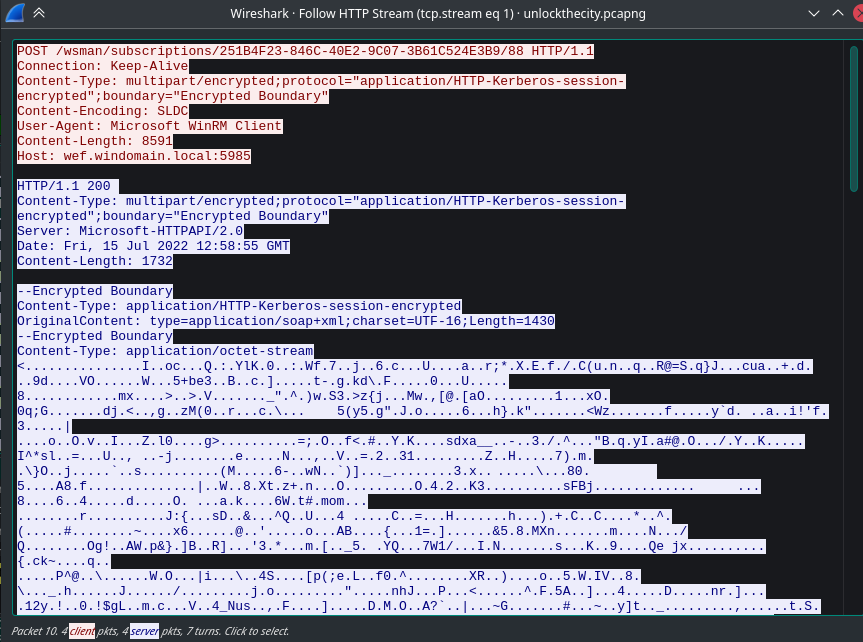 Wireshark · Follow HTTP Stream (tcp.stream eq 1) · unlockthecity.pcapng
POST /wsman/subscriptions/251B4F23-846C-40E2-9C07-3B61C524E3B9/88 HTTP/1.1
Connection: Keep-Alive
Content-Type: multipart/encrypted;protocol="application/HTTP-Kerberos-session-
encrypted";boundary="Encrypted Boundary"
Content-Encoding: SLDC
User-Agent: Microsoft WinRM Client
Content-Length: 8591
Host: wef.windomain.local:5985
HTTP/1.1 200
Content-Type: multipart/encrypted;protocol="application/HTTP-Kerberos-session-
encrypted";boundary="Encrypted Boundary"
Server: Microsoft-HTTPAPI/2.0
Date: Fri, 15 Jul 2022 12:58:55 GMT
Content-Length: 1732
--Encrypted Boundary
Content-Type: application/HTTP-Kerberos-session-encrypted
OriginalContent: type=application/soap+xml;charset=UTF-16;Length=1430
--Encrypted Boundary
Content-Type: application/octet-stream
<...............I..oc...Q.:.YlK.0..:.Wf.7..j..6.c...U....a..r;*.X.E.f./.C(u.n..q..R@=S.q}J...cua..+.d.
..9d....VO......W...5+be3..B..c.].....t-.g.kd\.F.....0...U.....
8............mx....>..>.V......._".^.)w.S3.>z{j...Mw.,[@.[aO.........1...xO.
0q;G.......dj.<..,g..zM(0..r...c.\... 5(y5.g".J.o.....6...h}.k".......<Wz.......f.....y`d. ..a..i!'f.
3.....|
....o..O.v..I...Z.l0....g>..........=;.O..f<.#..Y.K....sdxa__..-..3./.^..."B.q.yI.a#@.O.../.Y..K.....
I^*sl..=...U.., ..-j........e.....N...,..V..=.2..31.........Z..H.....7).m.
.\}O..j.....`..s..........(M.....6-..wN..`)]..._........3.x.. .....\...80.
5....A8.f..............|..W..8.Xt.z+.n...O.........O.4.2..K3..........sFBj............. ...
8....6..4.....d.....O. ...a.k....6W.t#.mom...
........r..........J:{...sD..&...^Q..U...4 .....C..=...H.......h...).+.C..C....*..^.
(.....#........~....x6......@..'.....o...AB....{...1=.]......&5.8.MXn.......m....N.../
Q........Og!..AW.p&}.]B..R]...'3.*...m.[.._5. .YQ...7W1/...I.N.......s...K..9....Qe jx..........
{.ck~....q..
.....P^@..\......W.O...|i...\..4S....[p(;e.L..f0.^........XR..)....o..5.W.IV..8.
\..._.h......J....../.........j.o........."....nhJ...P...<......^.F.5A..]...4.....D.....nr.]...
.12y.!..0.!$gL..m.c...V..4_Nus..,.F....].....D.M.O..A?`..|...~G.......#...~..y]t.._.........,......t.S.
Packet 10. 4 client pkts, 4 server pkts, 7 turns. Click to select.